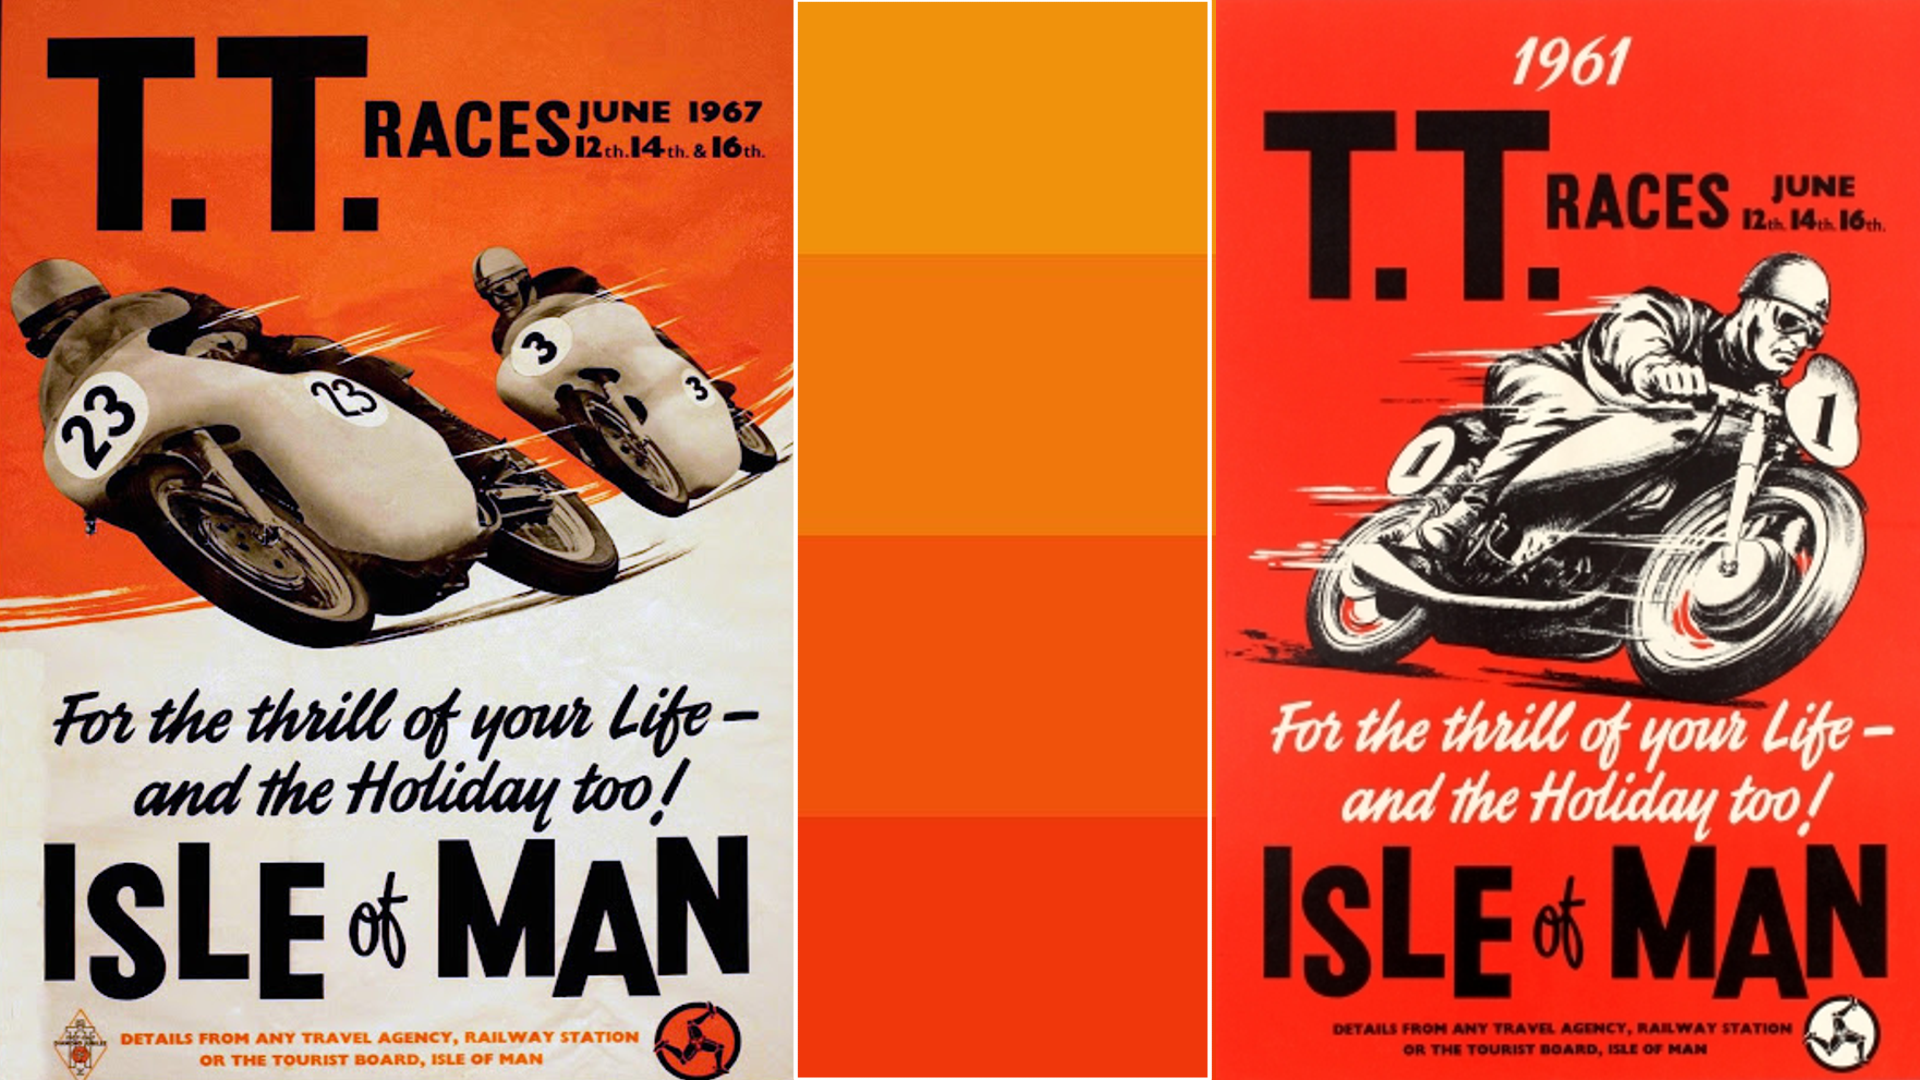 T.T. RACES JUNE 1967
12th. 14th. & 16th.
3
3
23
23
For the thrill of your Life –
and the Holiday too!
ISLE of MAN
DETAILS FROM ANY TRAVEL AGENCY, RAILWAY STATION
OR THE TOURIST BOARD, ISLE OF MAN
1961
T.T. RACES JUNE
12th. 14th. 16th.
1
1
For the thrill of your Life –
and the Holiday too!
ISLE of MAN
DETAILS FROM ANY TRAVEL AGENCY, RAILWAY STATION
OR THE TOURIST BOARD, ISLE OF MAN